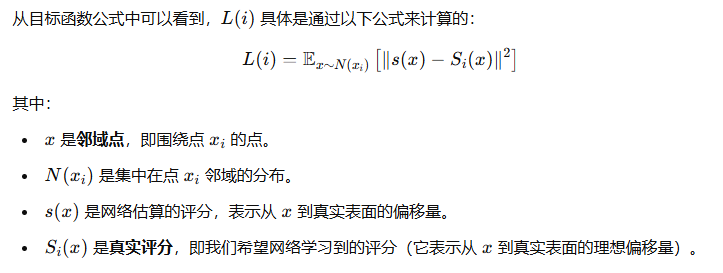 从目标函数公式中可以看到，L(i) 具体是通过以下公式来计算的：
L(i) = 𝔼_{x∼N(x_i)} [‖s(x) − S_i(x)‖²]
其中：
• x 是邻域点，即围绕点 x_i 的点。
• N(x_i) 是集中在点 x_i 邻域的分布。
• s(x) 是网络估算的评分，表示从 x 到真实表面的偏移量。
• S_i(x) 是真实评分，即我们希望网络学习到的评分（它表示从 x 到真实表面的理想偏移量）。